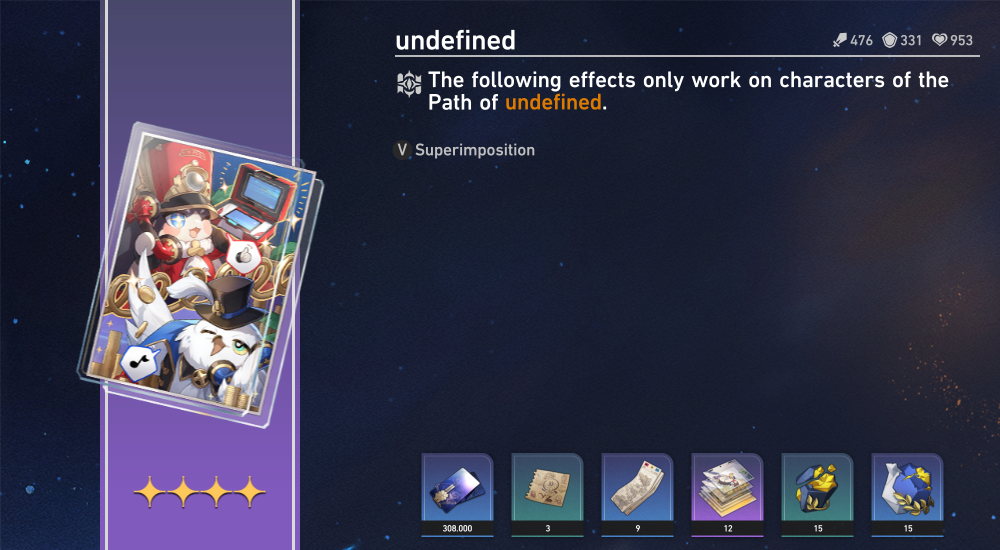 undefined
476 331 953
The following effects only work on characters of the
Path of undefined.
V Superimposition
308.000 3 9 12 15 15